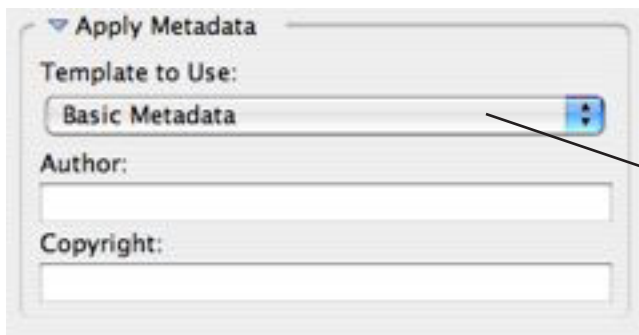 Apply Metadata
Template to Use:
Basic Metadata
Author:
Copyright: